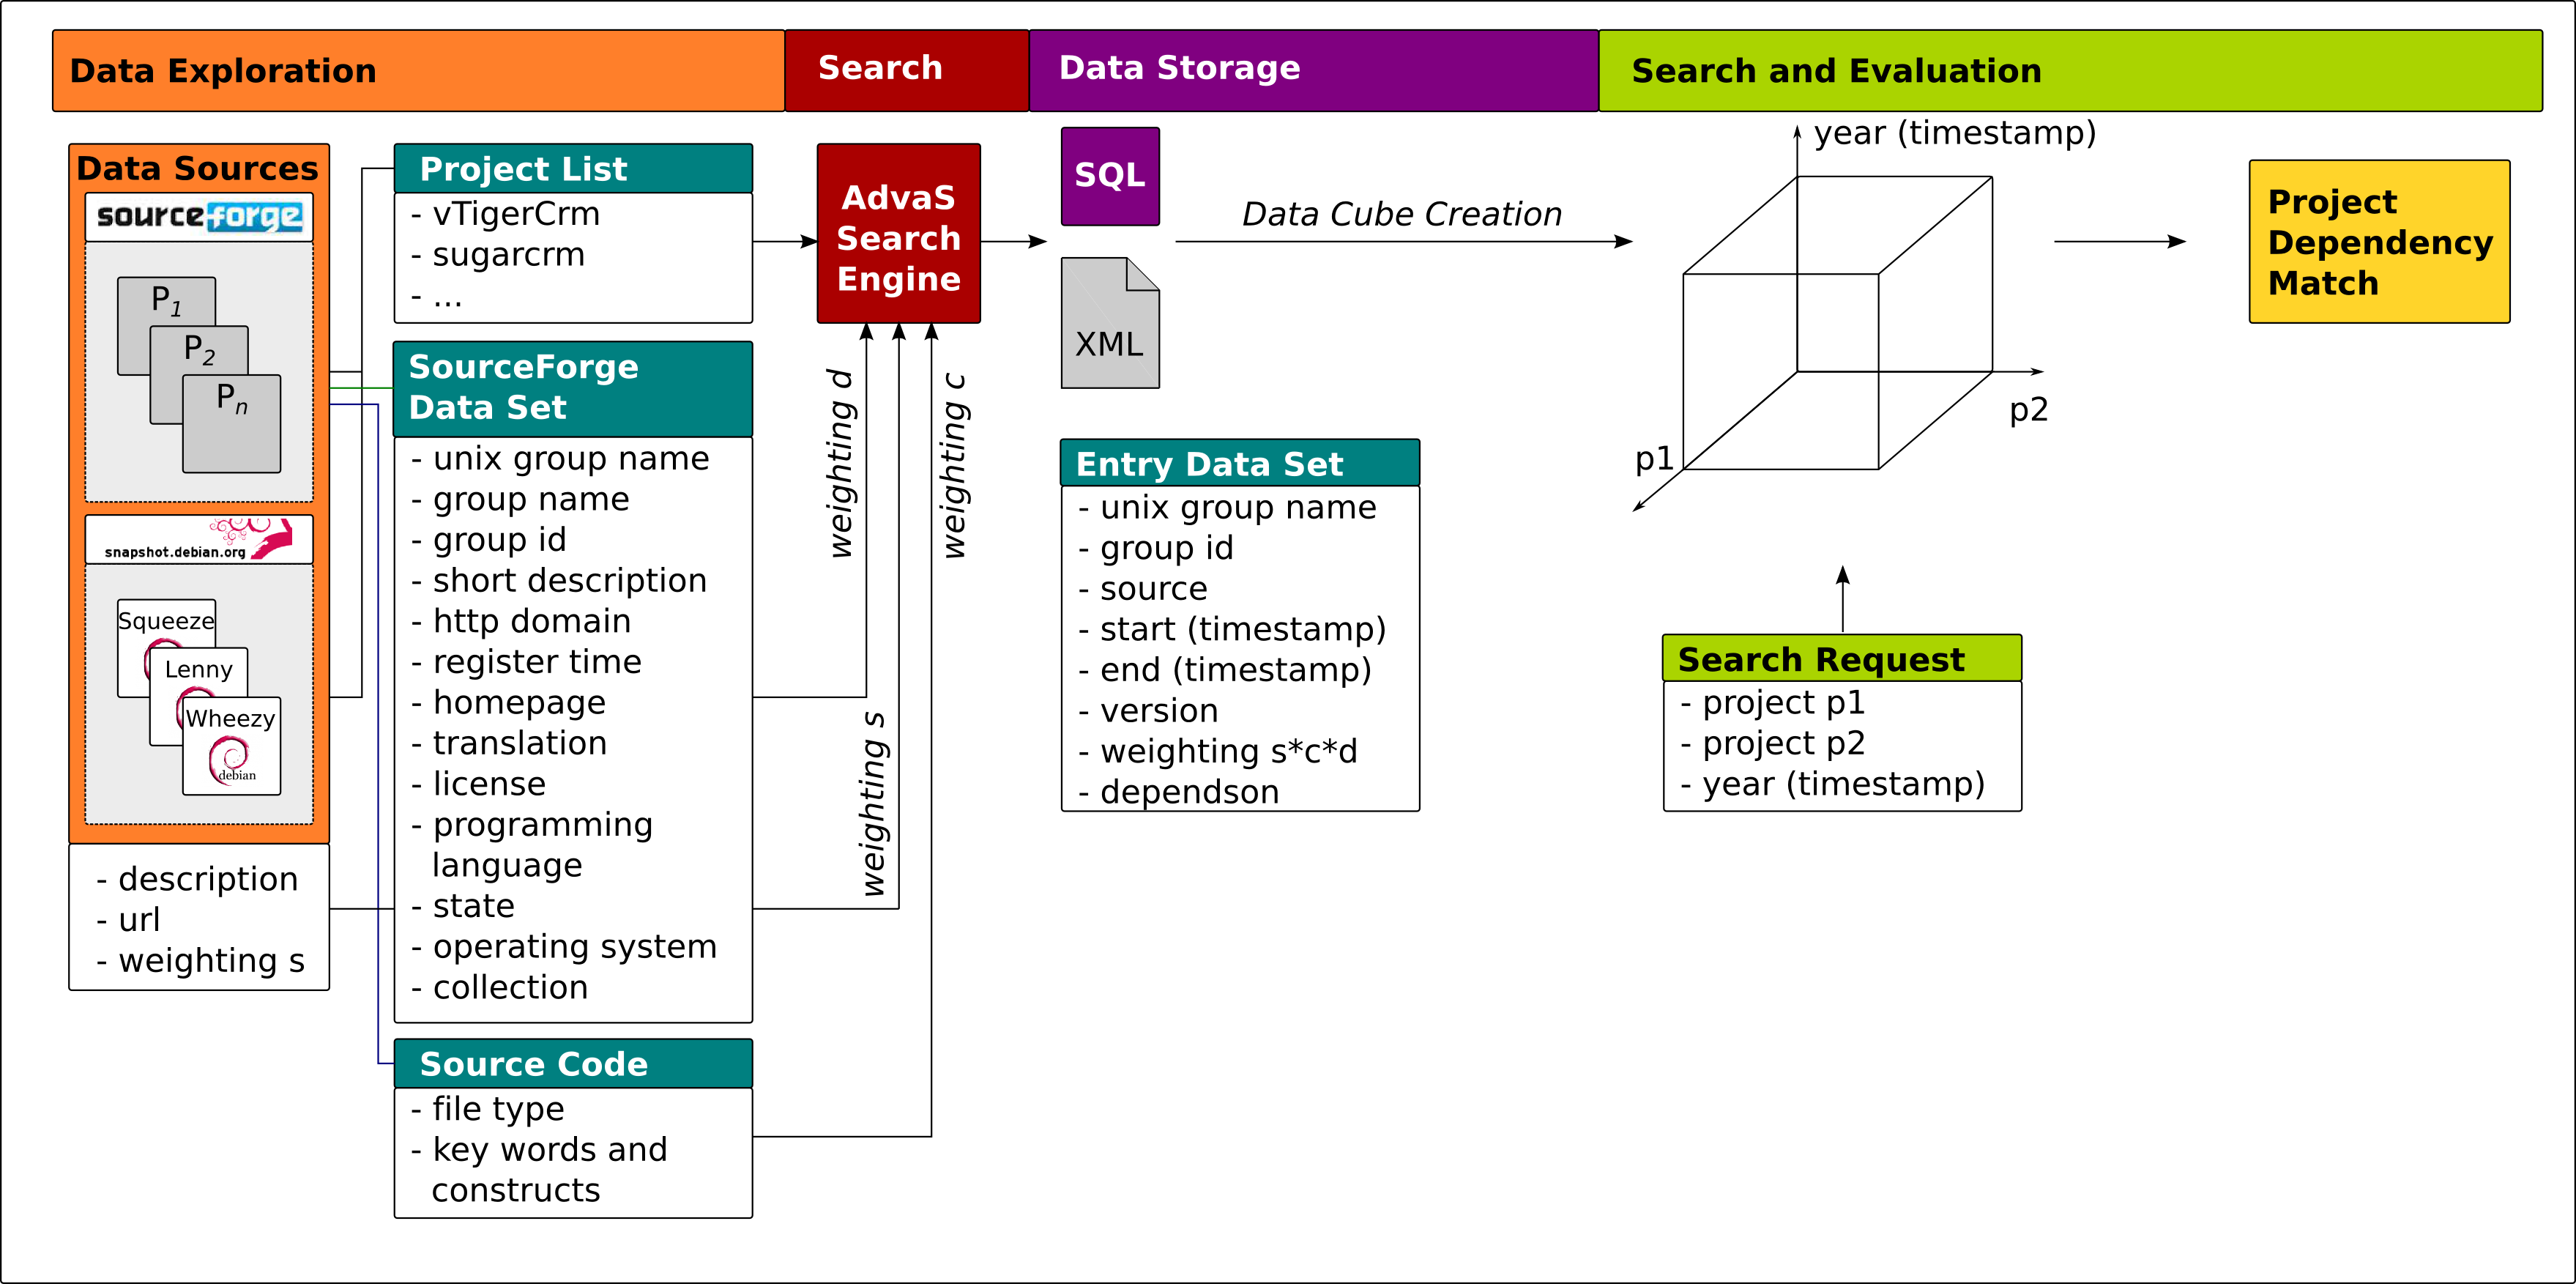 Data Exploration
Search
Data Storage
Search and Evaluation
Data Sources
sourceforge
P1
P2
Pn
snapshot.debian.org
Squeeze
Lenny
Wheezy
debian
- description
- url
- weighting s
Project List
- vTigerCrm
- sugarcrm
- ...
SourceForge
Data Set
- unix group name
- group name
- group id
- short description
- http domain
- register time
- homepage
- translation
- license
- programming
language
- state
- operating system
- collection
Source Code
- file type
- key words and
constructs
AdvaS
Search
Engine
weighting d
weighting s
weighting c
SQL
XML
Data Cube Creation
Entry Data Set
- unix group name
- group id
- source
- start (timestamp)
- end (timestamp)
- version
- weighting s*c*d
- dependson
year (timestamp)
p2
p1
Search Request
- project p1
- project p2
- year (timestamp)
Project
Dependency
Match